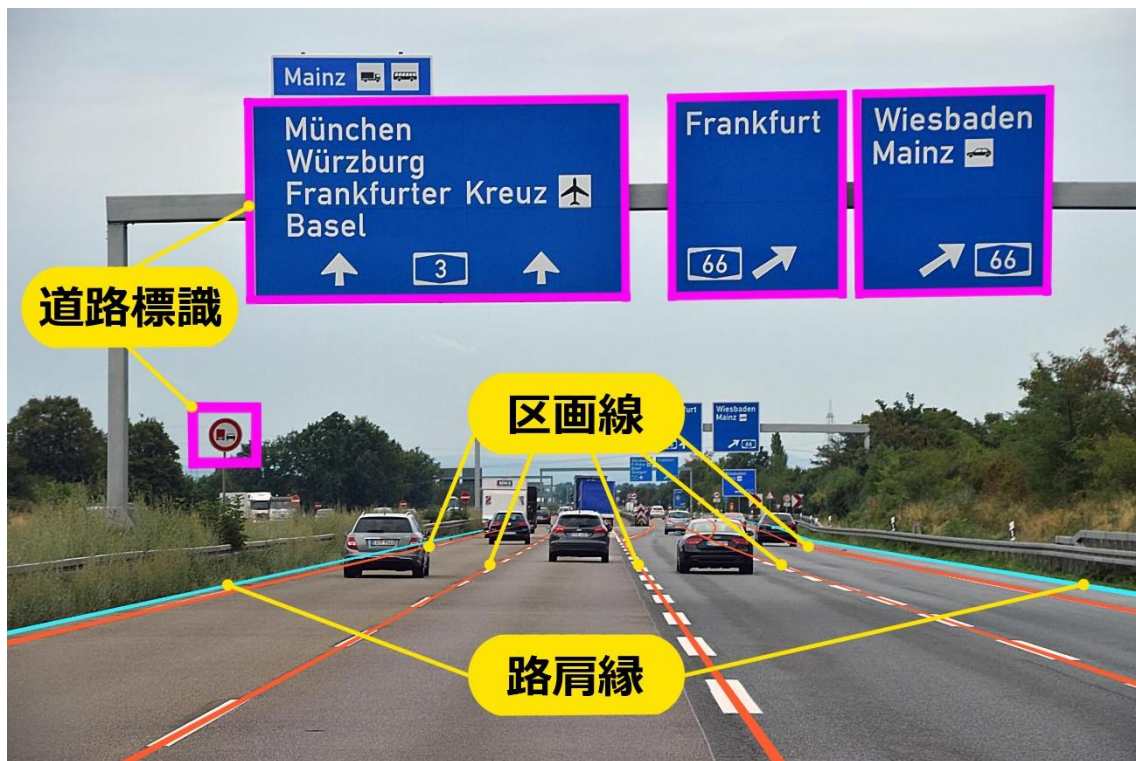 Mainz
München
Würzburg
Frankfurter Kreuz
Basel
3
Frankfurt
66
Wiesbaden
Mainz
66
道路標識
区画線
Wiesbaden
Mainz
66
路肩縁